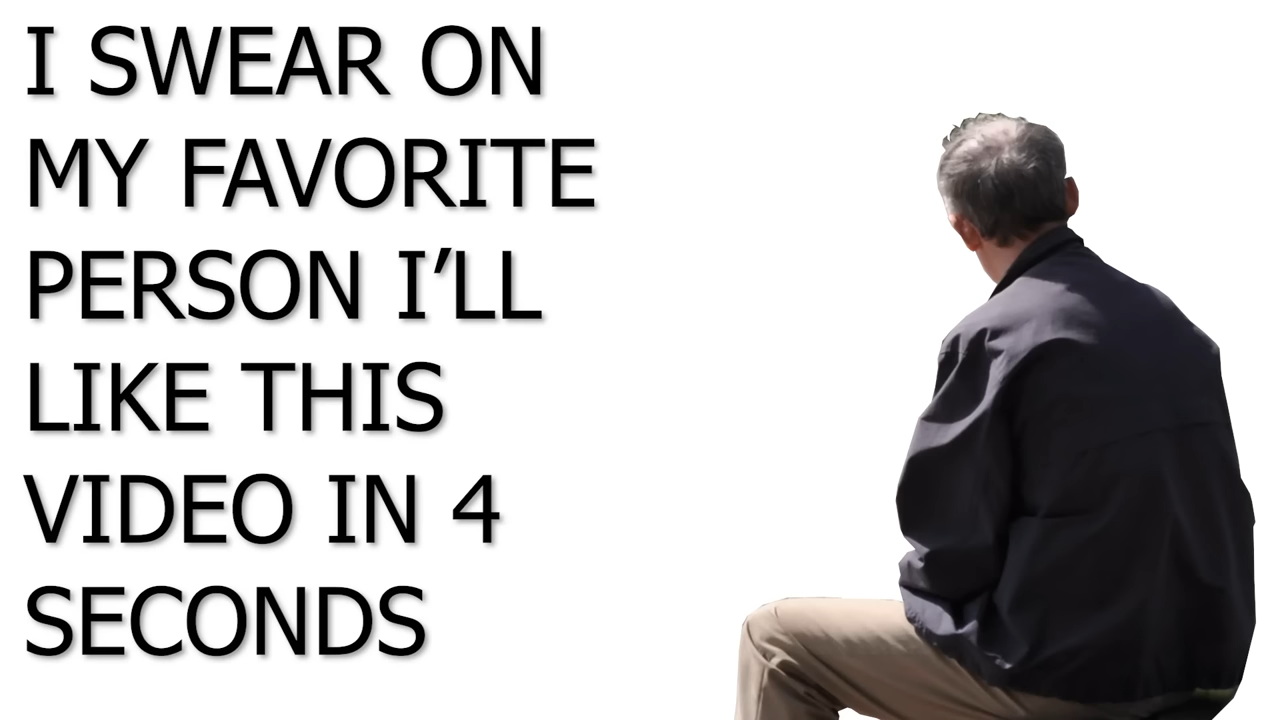 I SWEAR ON
MY FAVORITE
PERSON I’LL
LIKE THIS
VIDEO IN 4
SECONDS